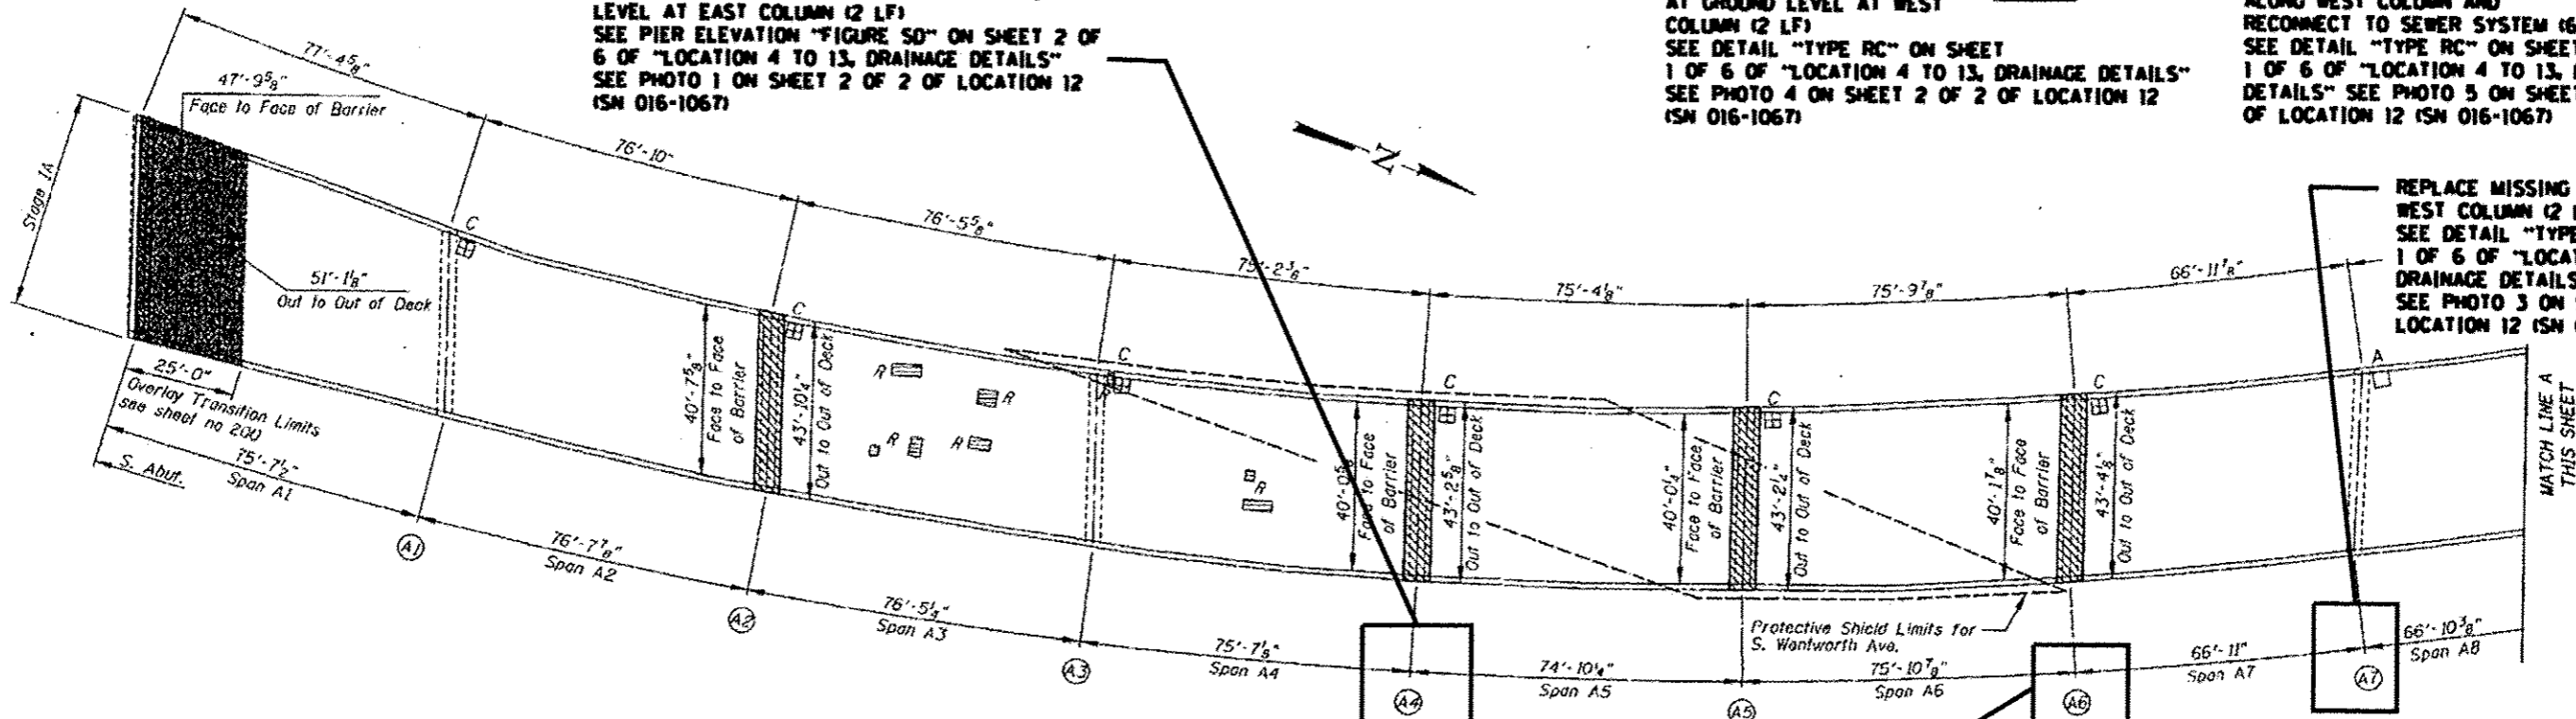 LEVEL AT EAST COLUMN (2 LF)
SEE PIER ELEVATION "FIGURE SD" ON SHEET 2 OF
6 OF "LOCATION 4 TO 13, DRAINAGE DETAILS"
SEE PHOTO 1 ON SHEET 2 OF 2 OF LOCATION 12
(SN 016-1067)
AT GROUND LEVEL AT WEST
COLUMN (2 LF)
SEE DETAIL "TYPE RC" ON SHEET
1 OF 6 OF "LOCATION 4 TO 13, DRAINAGE DETAILS"
SEE PHOTO 4 ON SHEET 2 OF 2 OF LOCATION 12
(SN 016-1067)
ALONG WEST COLUMN AND
RECONNECT TO SEWER SYSTEM (6
SEE DETAIL "TYPE RC" ON SHEET
1 OF 6 OF "LOCATION 4 TO 13,
DETAILS" SEE PHOTO 5 ON SHEET
OF LOCATION 12 (SN 016-1067)
REPLACE MISSING
WEST COLUMN (2
SEE DETAIL "TYPE
1 OF 6 OF "LOCAT
DRAINAGE DETAILS
SEE PHOTO 3 ON
LOCATION 12 (SN
77'-4⅝"
47'-9⅝"
Face to Face of Barrier
76'-10"
N
76'-5⅝"
75'-2⅜"
75'-4⅛"
75'-9⅞"
66'-11⅞"
Stage 1A
51'-1⅛"
Out to Out of Deck
25'-0"
Overlay Transition Limits
see sheet no 200
75'-7½"
Span A1
S. Abut.
C
A1
76'-7⅞"
Span A2
40'-7⅝"
Face to Face
of Barrier
C
43'-10¼"
Out to Out of Deck
A2
R
R
R
R
76'-5¼"
Span A3
C
A3
R
75'-7⅛"
Span A4
Face to Face
of Barrier
C
43'-2⅝"
Out to Out of Deck
A4
74'-10¼"
Span A5
40'-0¼"
Face to Face
of Barrier
C
43'-2¼"
Out to Out of Deck
Protective Shield Limits for
S. Wentworth Ave.
A5
75'-10⅞"
Span A6
40'-1⅞"
Face to Face
of Barrier
C
43'-4⅛"
Out to Out of Deck
A6
66'-11"
Span A7
A
A7
66'-10⅜"
Span A8
MATCH LINE A
THIS SHEET